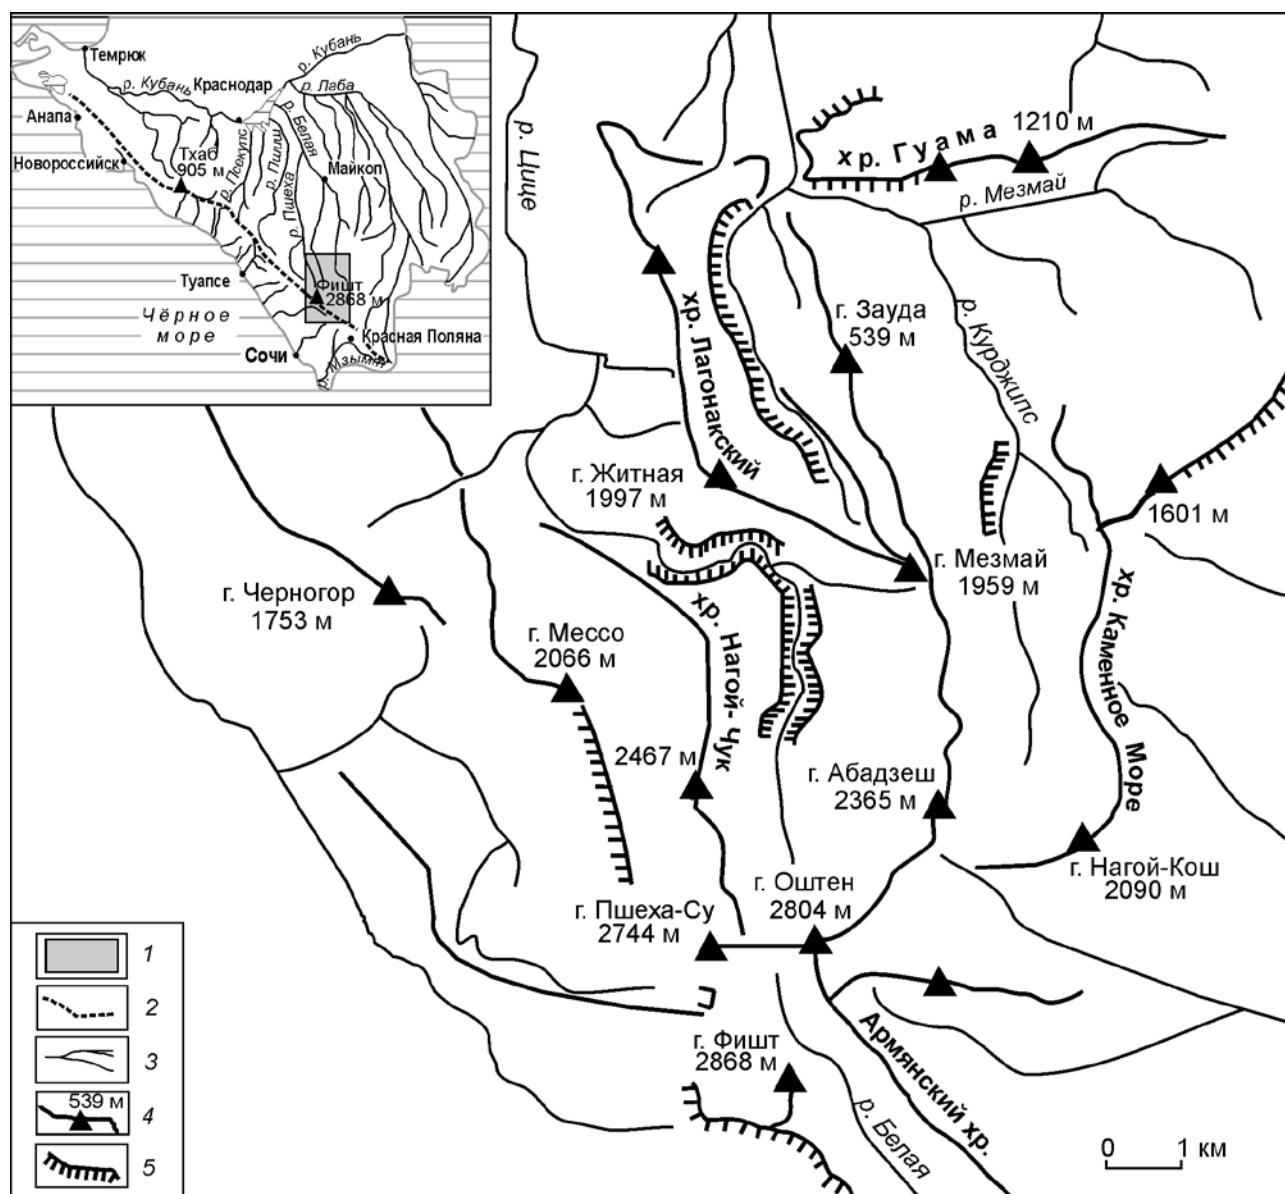 Темрюк
р. Кубань
р. Кубань
Краснодар
р. Лаба
Анапа
р. Белая
Новороссийск
Тхаб
905 м
р. Псекупс
р. Пшиш
Майкоп
р. Пшеха
Туапсе
Фишт
2868 м
Чёрное
море
Красная Поляна
Сочи
р. Мзымта
р. Цице
хр. Гуама
1210 м
р. Мезмай
хр. Лагонакский
г. Зауда
539 м
р. Курджипс
г. Житная
1997 м
1601 м
г. Мезмай
1959 м
г. Черногор
1753 м
г. Мессо
2066 м
хр. Нагой-Чук
хр. Каменное Море
2467 м
г. Абадзеш
2365 м
г. Нагой-Кош
2090 м
г. Оштен
2804 м
г. Пшеха-Су
2744 м
г. Фишт
2868 м
Армянский хр.
р. Белая
0 1 км
1
2
3
539 м
4
5